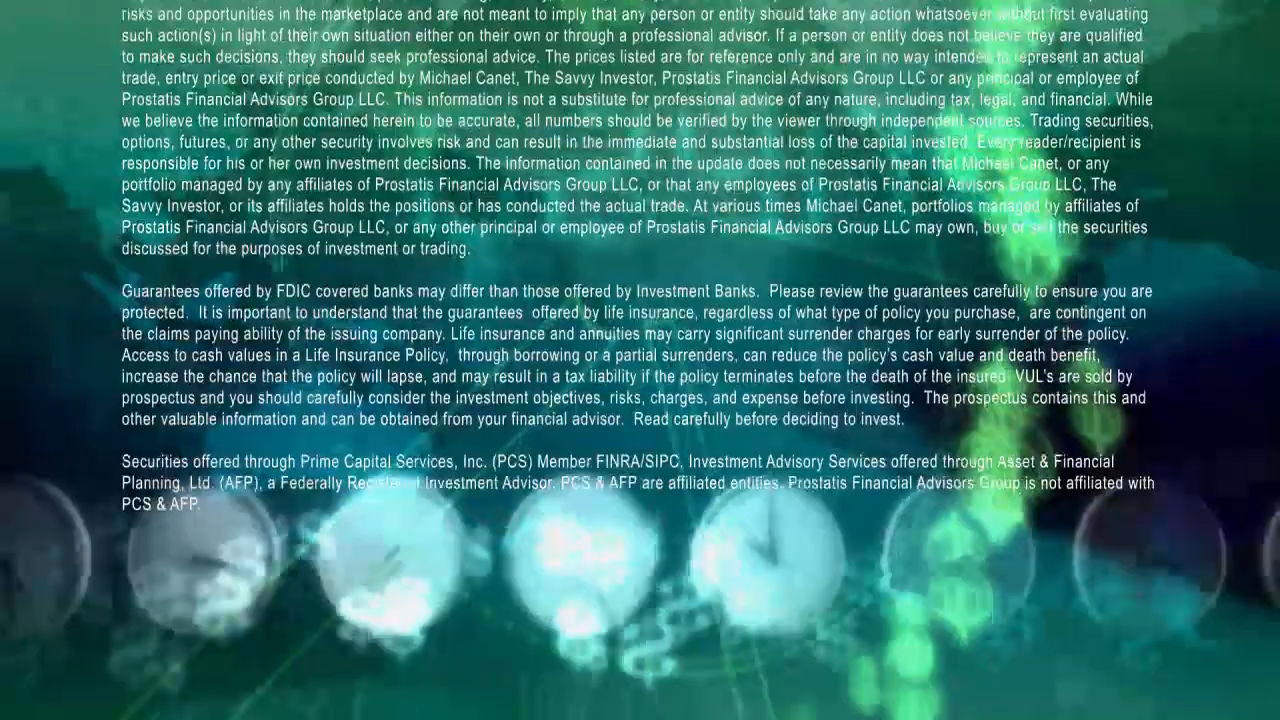 risks and opportunities in the marketplace and are not meant to imply that any person or entity should take any action whatsoever without first evaluating
such action(s) in light of their own situation either on their own or through a professional advisor. If a person or entity does not believe they are qualified
to make such decisions, they should seek professional advice. The prices listed are for reference only and are in no way intended to represent an actual
trade, entry price or exit price conducted by Michael Canet, The Savvy Investor, Prostatis Financial Advisors Group LLC or any principal or employee of
Prostatis Financial Advisors Group LLC. This information is not a substitute for professional advice of any nature, including tax, legal, and financial. While
we believe the information contained herein to be accurate, all numbers should be verified by the viewer through independent sources. Trading securities,
options, futures, or any other security involves risk and can result in the immediate and substantial loss of the capital invested. Every reader/recipient is
responsible for his or her own investment decisions. The information contained in the update does not necessarily mean that Michael Canet, or any
portfolio managed by any affiliates of Prostatis Financial Advisors Group LLC, or that any employees of Prostatis Financial Advisors Group LLC, The
Savvy Investor, or its affiliates holds the positions or has conducted the actual trade. At various times Michael Canet, portfolios managed by affiliates of
Prostatis Financial Advisors Group LLC, or any other principal or employee of Prostatis Financial Advisors Group LLC may own, buy or sell the securities
discussed for the purposes of investment or trading.
Guarantees offered by FDIC covered banks may differ than those offered by Investment Banks.  Please review the guarantees carefully to ensure you are
protected.  It is important to understand that the guarantees  offered by life insurance, regardless of what type of policy you purchase,  are contingent on
the claims paying ability of the issuing company. Life insurance and annuities may carry significant surrender charges for early surrender of the policy.
Access to cash values in a Life Insurance Policy,  through borrowing or a partial surrenders, can reduce the policy's cash value and death benefit,
increase the chance that the policy will lapse, and may result in a tax liability if the policy terminates before the death of the insured  VUL's are sold by
prospectus and you should carefully consider the investment objectives, risks, charges, and expense before investing.  The prospectus contains this and
other valuable information and can be obtained from your financial advisor.  Read carefully before deciding to invest.
Securities offered through Prime Capital Services, Inc. (PCS) Member FINRA/SIPC, Investment Advisory Services offered through Asset & Financial
Planning, Ltd. (AFP), a Federally Registered Investment Advisor. PCS & AFP are affiliated entities. Prostatis Financial Advisors Group is not affiliated with
PCS & AFP.